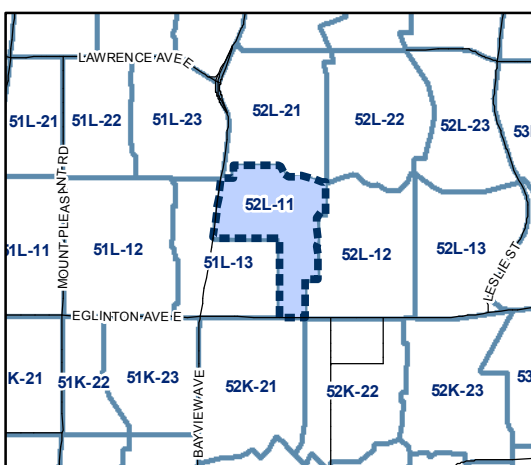 LAWRENCE AVE E
51L-21
51L-22
51L-23
52L-21
52L-22
52L-23
53
MOUNT PLEASANT RD
52L-11
51L-11
51L-12
51L-13
52L-12
52L-13
LESLIE ST
EGLINTON AVE E
K-21
51K-22
51K-23
52K-21
52K-22
52K-23
53
BAYVIEW AVE